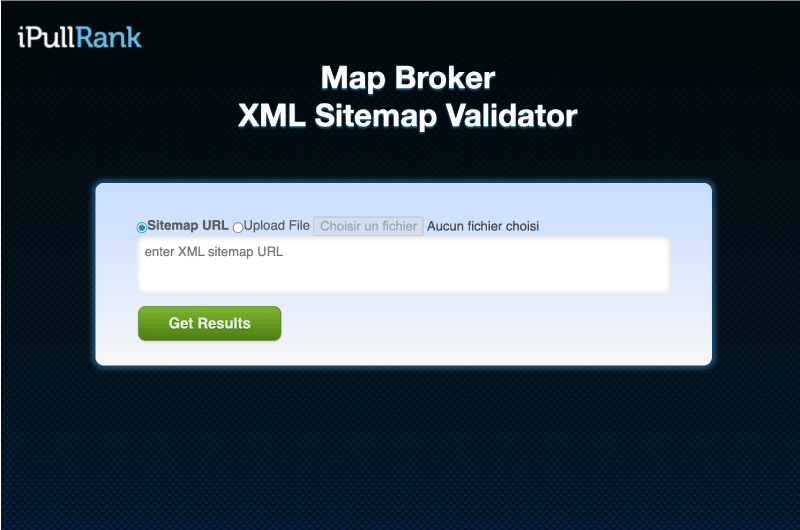 iPullRank
Map Broker
XML Sitemap Validator
Sitemap URL Upload File Choisir un fichier Aucun fichier choisi
enter XML sitemap URL
Get Results